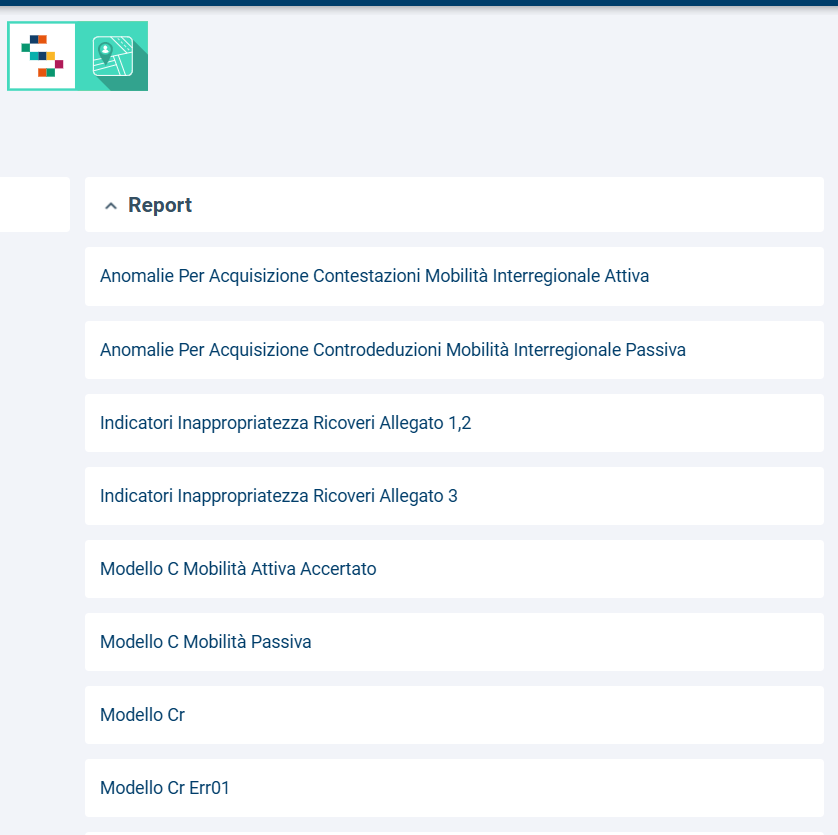 Report
Anomalie Per Acquisizione Contestazioni Mobilità Interregionale Attiva
Anomalie Per Acquisizione Controdeduzioni Mobilità Interregionale Passiva
Indicatori Inappropriatezza Ricoveri Allegato 1,2
Indicatori Inappropriatezza Ricoveri Allegato 3
Modello C Mobilità Attiva Accertato
Modello C Mobilità Passiva
Modello Cr
Modello Cr Err01